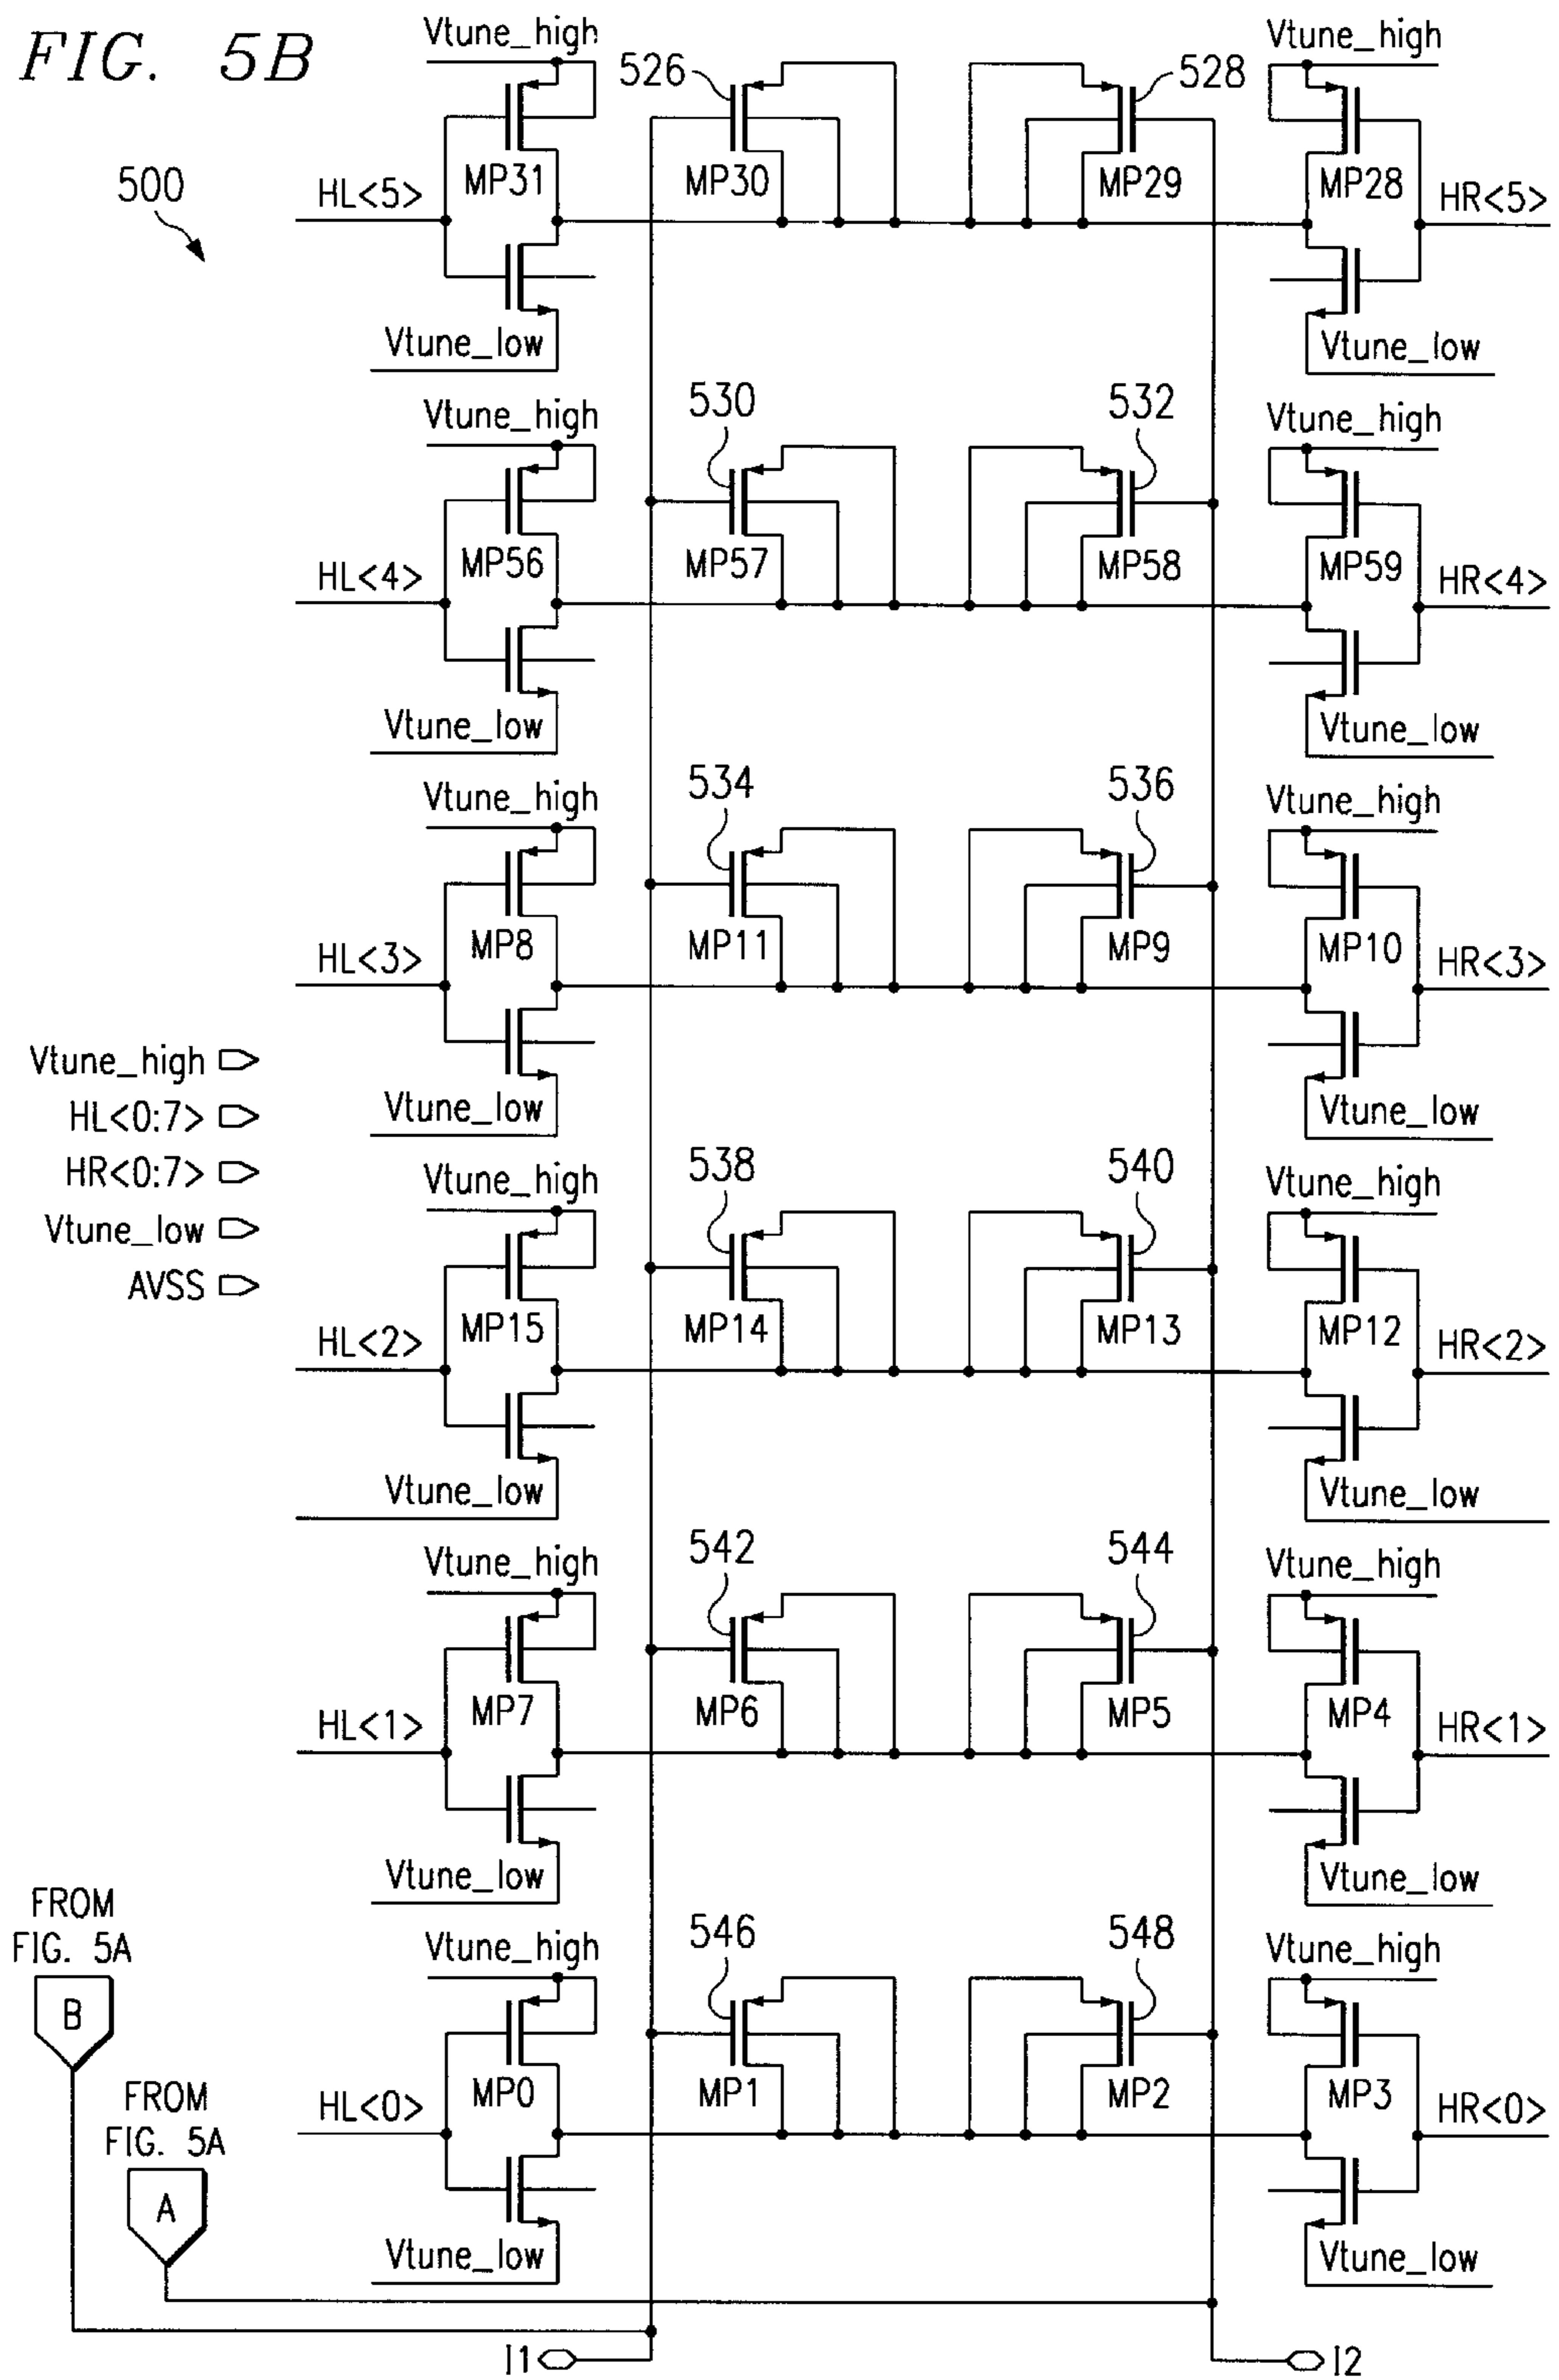 FIG. 5B
500
Vtune_high
526
528
Vtune_high
MP31
MP30
MP29
MP28
HL<5>
HR<5>
Vtune_low
Vtune_low
Vtune_high
530
532
Vtune_high
MP56
MP57
MP58
MP59
HL<4>
HR<4>
Vtune_low
Vtune_low
Vtune_high
534
536
Vtune_high
MP8
MP11
MP9
MP10
HL<3>
HR<3>
Vtune_low
Vtune_low
Vtune_high
HL<0:7>
HR<0:7>
Vtune_low
AVSS
Vtune_high
538
540
Vtune_high
MP15
MP14
MP13
MP12
HL<2>
HR<2>
Vtune_low
Vtune_low
Vtune_high
542
544
Vtune_high
MP7
MP6
MP5
MP4
HL<1>
HR<1>
Vtune_low
Vtune_low
Vtune_high
546
548
Vtune_high
MP0
MP1
MP2
MP3
HL<0>
HR<0>
Vtune_low
Vtune_low
FROM
FIG. 5A
B
FROM
FIG. 5A
A
I1
I2